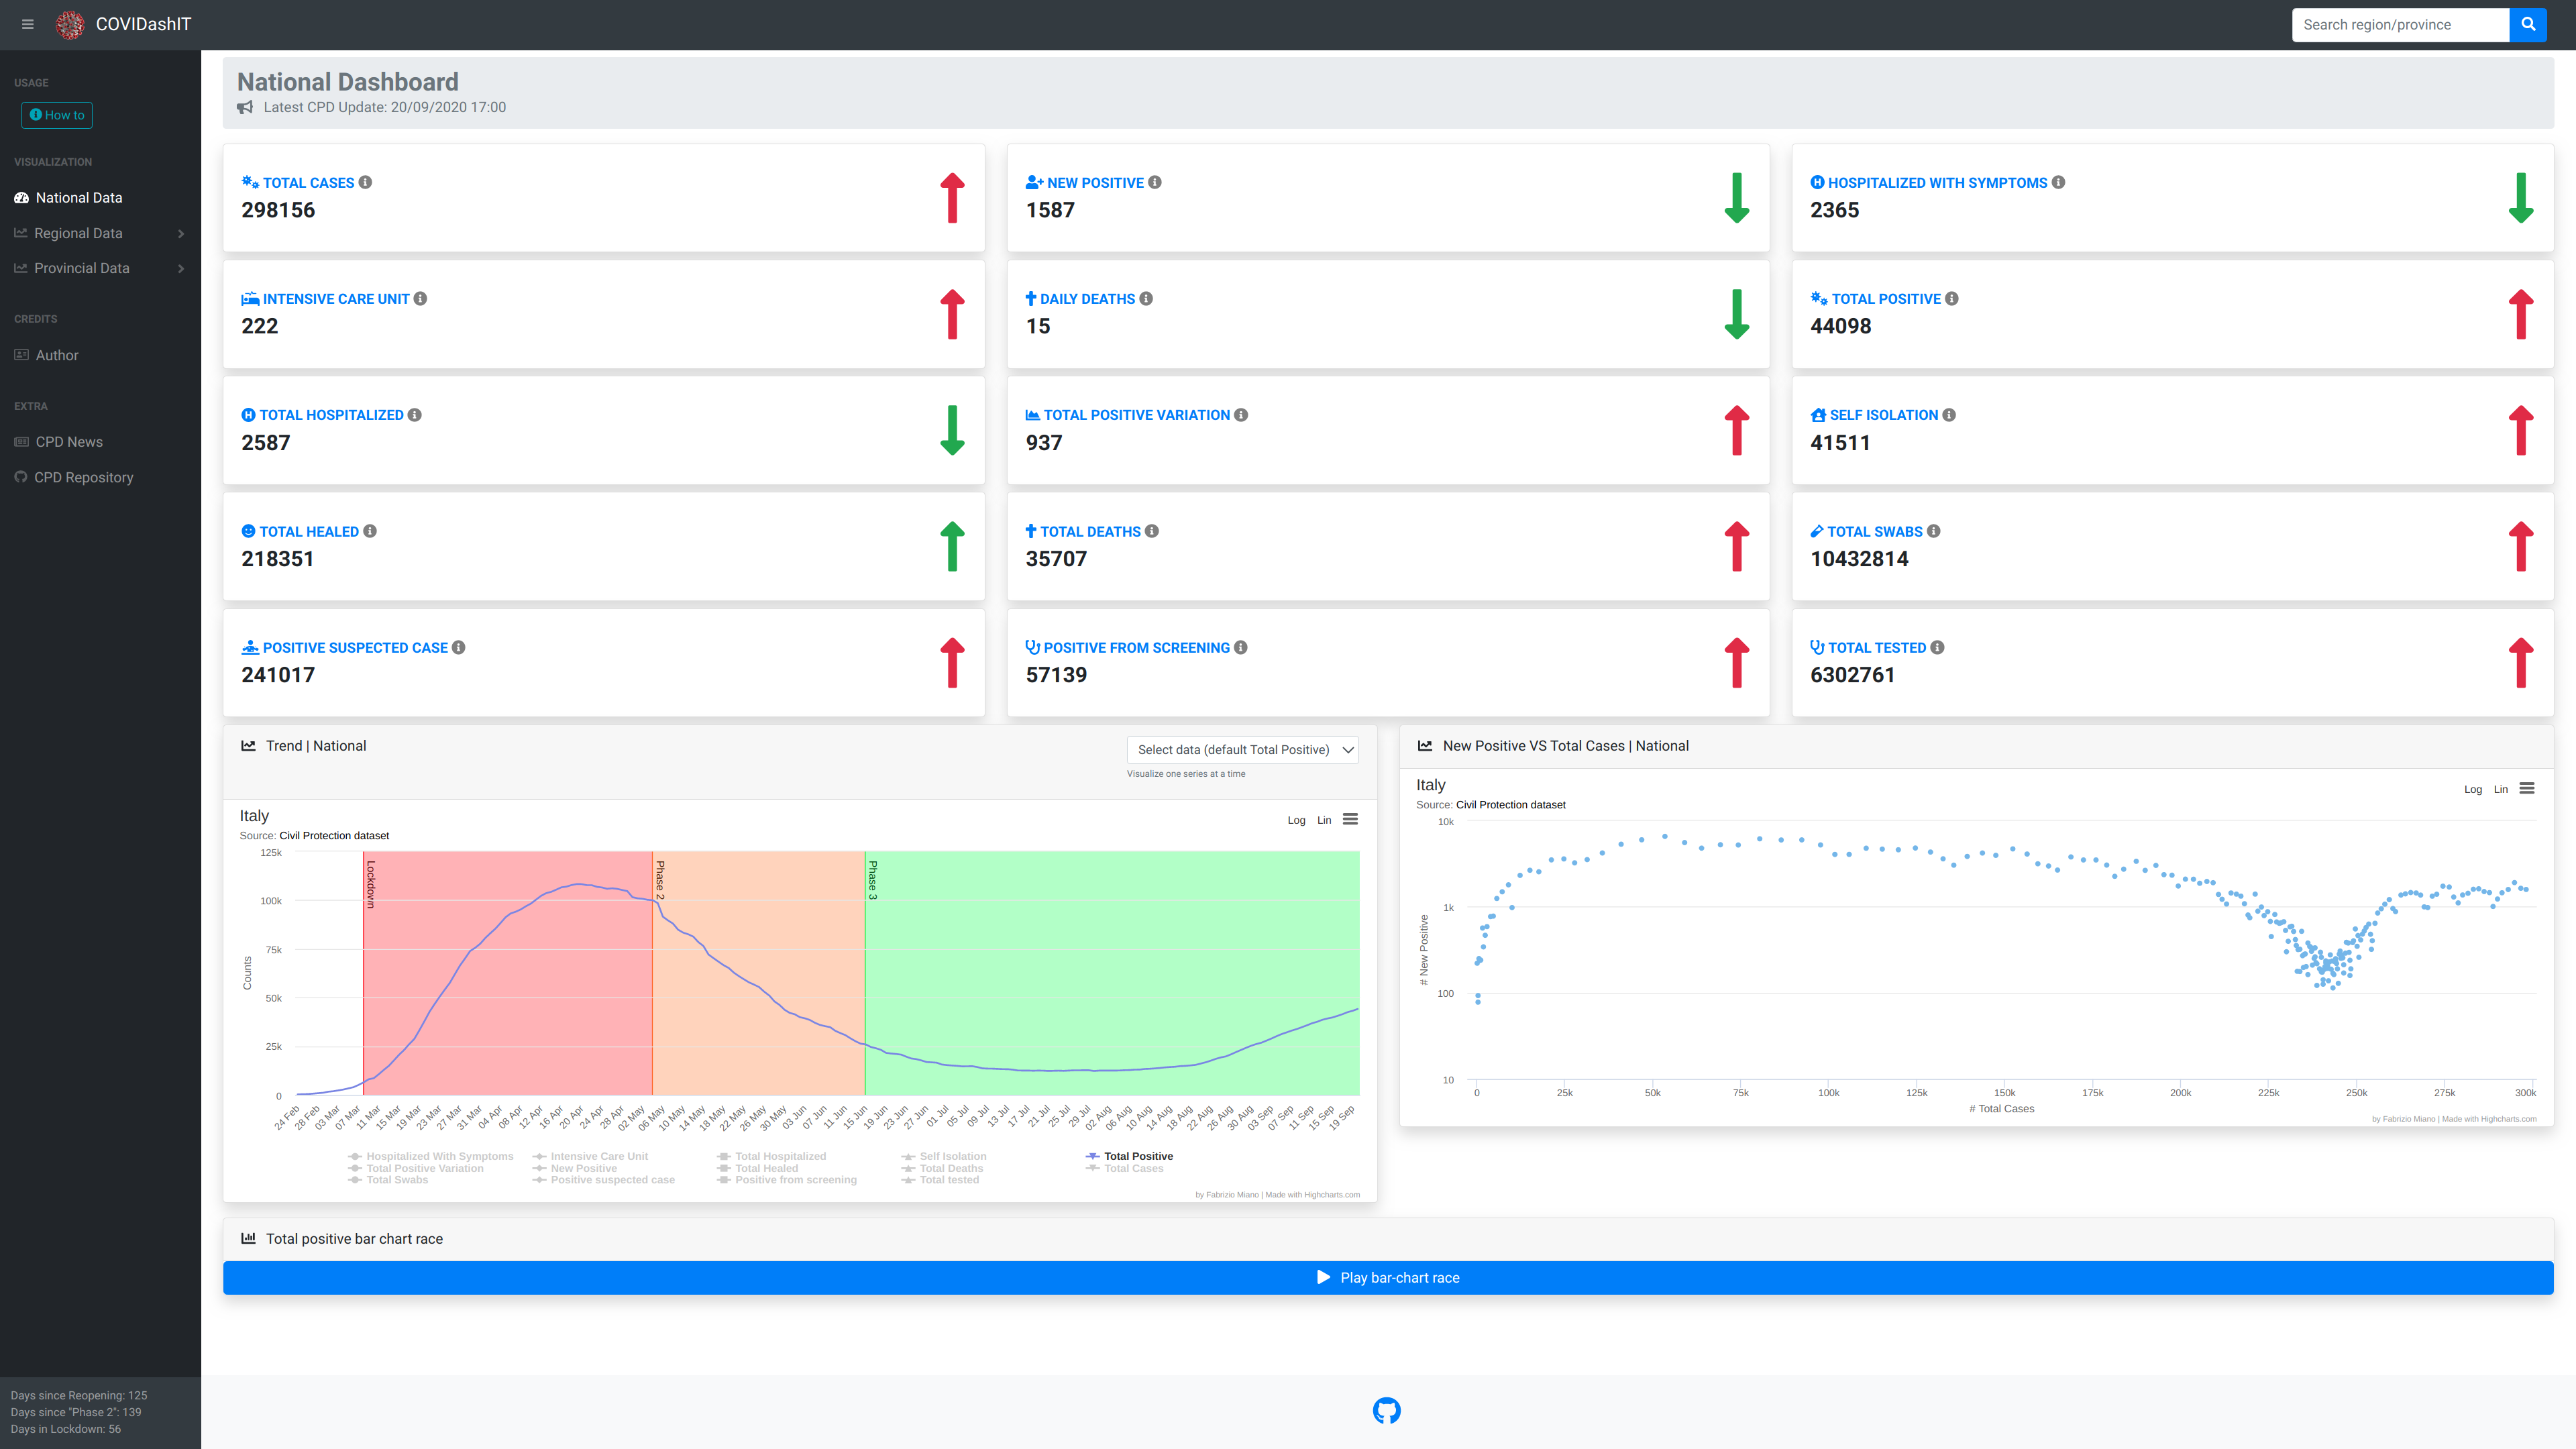 COVIDashIT
Search region/province
USAGE
How to
VISUALIZATION
National Data
Regional Data
Provincial Data
CREDITS
Author
EXTRA
CPD News
CPD Repository
Days since Reopening: 125
Days since "Phase 2": 139
Days in Lockdown: 56
National Dashboard
Latest CPD Update: 20/09/2020 17:00
TOTAL CASES
298156
NEW POSITIVE
1587
HOSPITALIZED WITH SYMPTOMS
2365
INTENSIVE CARE UNIT
222
DAILY DEATHS
15
TOTAL POSITIVE
44098
TOTAL HOSPITALIZED
2587
TOTAL POSITIVE VARIATION
937
SELF ISOLATION
41511
TOTAL HEALED
218351
TOTAL DEATHS
35707
TOTAL SWABS
10432814
POSITIVE SUSPECTED CASE
241017
POSITIVE FROM SCREENING
57139
TOTAL TESTED
6302761
Trend | National
Select data (default Total Positive)
Visualize one series at a time
Italy
Source: Civil Protection dataset
Log Lin
Counts
125k
100k
75k
50k
25k
0
Lockdown
Phase 2
Phase 3
24 Feb 28 Feb 03 Mar 07 Mar 11 Mar 15 Mar 19 Mar 23 Mar 27 Mar 31 Mar 04 Apr 08 Apr 12 Apr 16 Apr 20 Apr 24 Apr 28 Apr 02 May 06 May 10 May 14 May 18 May 22 May 26 May 30 May 03 Jun 07 Jun 11 Jun 15 Jun 19 Jun 23 Jun 27 Jun 01 Jul 05 Jul 09 Jul 13 Jul 17 Jul 21 Jul 25 Jul 29 Jul 02 Aug 06 Aug 10 Aug 14 Aug 18 Aug 22 Aug 26 Aug 30 Aug 03 Sep 07 Sep 11 Sep 15 Sep 19 Sep
Hospitalized With Symptoms Intensive Care Unit Total Hospitalized Self Isolation Total Positive
Total Positive Variation New Positive Total Healed Total Deaths Total Cases
Total Swabs Positive suspected case Positive from screening Total tested
by Fabrizio Miano | Made with Highcharts.com
New Positive VS Total Cases | National
Italy
Source: Civil Protection dataset
Log Lin
# New Positive
10k
1k
100
10
0 25k 50k 75k 100k 125k 150k 175k 200k 225k 250k 275k 300k
# Total Cases
by Fabrizio Miano | Made with Highcharts.com
Total positive bar chart race
Play bar-chart race